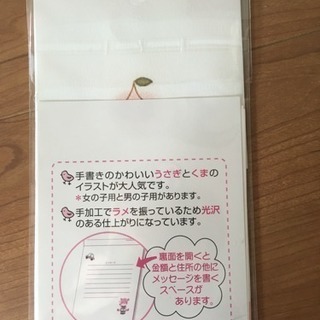 手書きのかわいいうさぎとくまの
イラストが大人気です。
*女の子用と男の子用があります。
手加工でラメを振っているため光沢
のある仕上がりになっています。
裏面を開くと
金額と住所の他に
メッセージを書く
スペースが
あります。